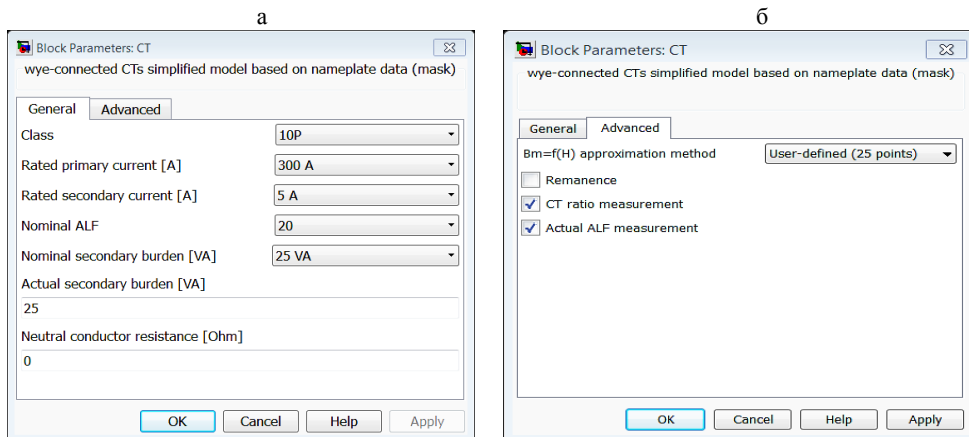 а
Block Parameters: CT
wye-connected CTs simplified model based on nameplate data (mask)
General Advanced
Class 10P
Rated primary current [A] 300 A
Rated secondary current [A] 5 A
Nominal ALF 20
Nominal secondary burden [VA] 25 VA
Actual secondary burden [VA]
25
Neutral conductor resistance [Ohm]
0
OK Cancel Help Apply
б
Block Parameters: CT
wye-connected CTs simplified model based on nameplate data (mask)
General Advanced
Bm=f(H) approximation method User-defined (25 points)
Remanence
CT ratio measurement
Actual ALF measurement
OK Cancel Help Apply